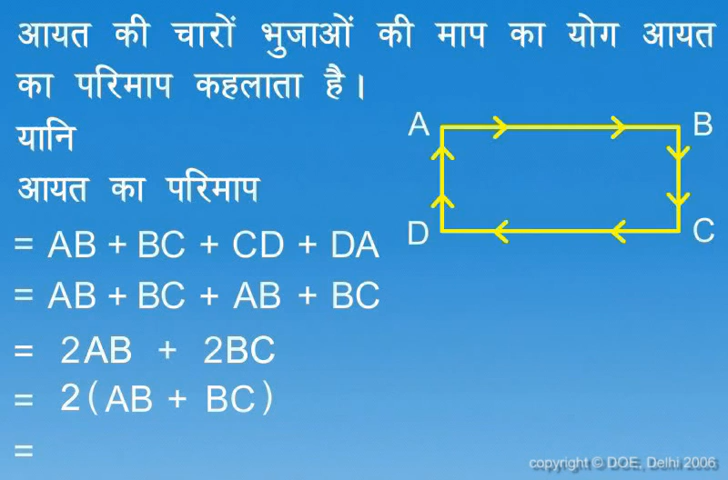 आयत की चारों भुजाओं की माप का योग आयत
का परिमाप कहलाता है।
यानि
आयत का परिमाप
= AB + BC + CD + DA
= AB + BC + AB + BC
= 2AB + 2BC
= 2(AB + BC)
=
A B
D C
copyright © DOE, Delhi 2006